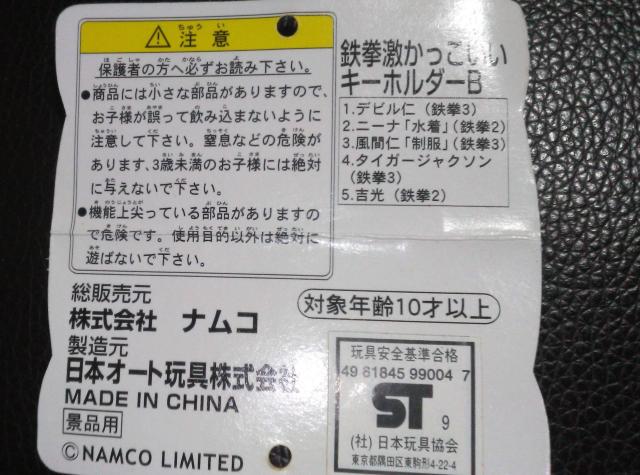 注意
保護者の方へ必ずお読み下さい。
●商品には小さな部品がありますので、
お子様が誤って飲み込まないように
注意して下さい。窒息などの危険が
あります、3歳未満のお子様には絶対
に与えないで下さい。
●機能上尖っている部品がありますの
で危険です。使用目的以外は絶対に
遊ばないで下さい。
鉄拳激かっこいい
キーホルダーB
1.デビル仁(鉄拳3)
2.ニーナ「水着」(鉄拳2)
3.風間仁「制服」(鉄拳3)
4.タイガージャクソン
(鉄拳3)
5.吉光(鉄拳2)
総販売元
株式会社 ナムコ
製造元
日本オート玩具株式会社
MADE IN CHINA
景品用
©NAMCO LIMITED
対象年齢10才以上
玩具安全基準合格
49 81845 99004 7
ST 9
(社)日本玩具協会
東京都隅田区東駒形4-22-4